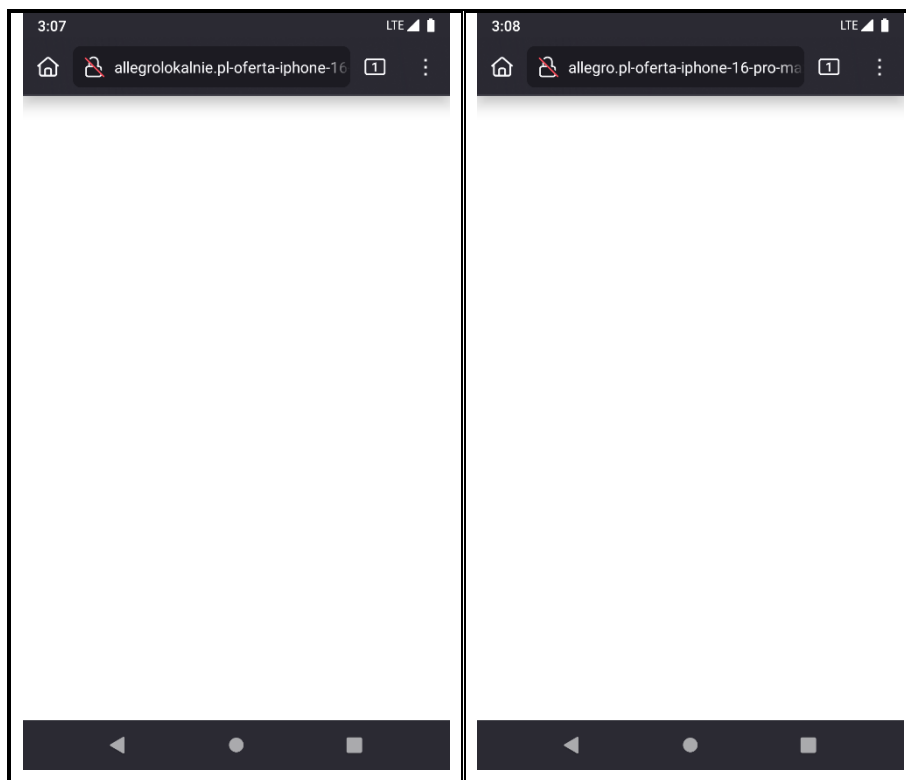 3:07 LTE
allegrolokalnie.pl-oferta-iphone-16 1
3:08 LTE
allegro.pl-oferta-iphone-16-pro-ma 1